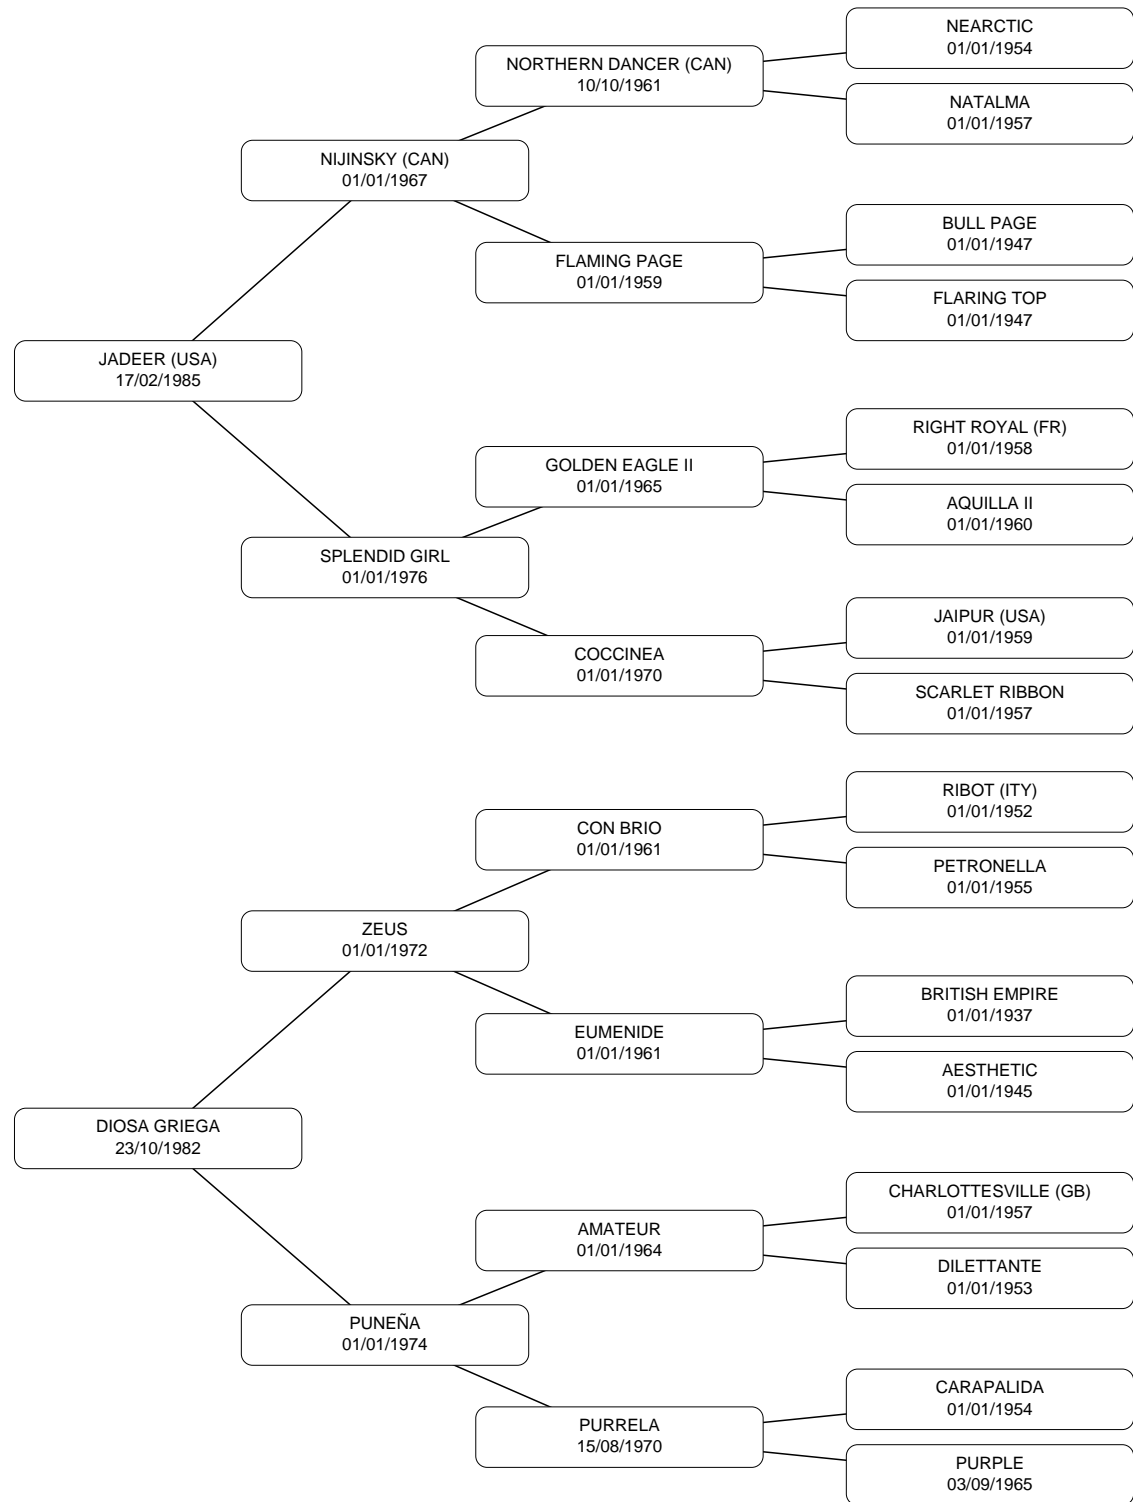 NEARCTIC
01/01/1954
NORTHERN DANCER (CAN)
10/10/1961
NATALMA
01/01/1957
NIJINSKY (CAN)
01/01/1967
BULL PAGE
01/01/1947
FLAMING PAGE
01/01/1959
FLARING TOP
01/01/1947
JADEER (USA)
17/02/1985
RIGHT ROYAL (FR)
01/01/1958
GOLDEN EAGLE II
01/01/1965
AQUILLA II
01/01/1960
SPLENDID GIRL
01/01/1976
JAIPUR (USA)
01/01/1959
COCCINEA
01/01/1970
SCARLET RIBBON
01/01/1957
RIBOT (ITY)
01/01/1952
CON BRIO
01/01/1961
PETRONELLA
01/01/1955
ZEUS
01/01/1972
BRITISH EMPIRE
01/01/1937
EUMENIDE
01/01/1961
AESTHETIC
01/01/1945
DIOSA GRIEGA
23/10/1982
CHARLOTTESVILLE (GB)
01/01/1957
AMATEUR
01/01/1964
DILETTANTE
01/01/1953
PUNEÑA
01/01/1974
CARAPALIDA
01/01/1954
PURRELA
15/08/1970
PURPLE
03/09/1965